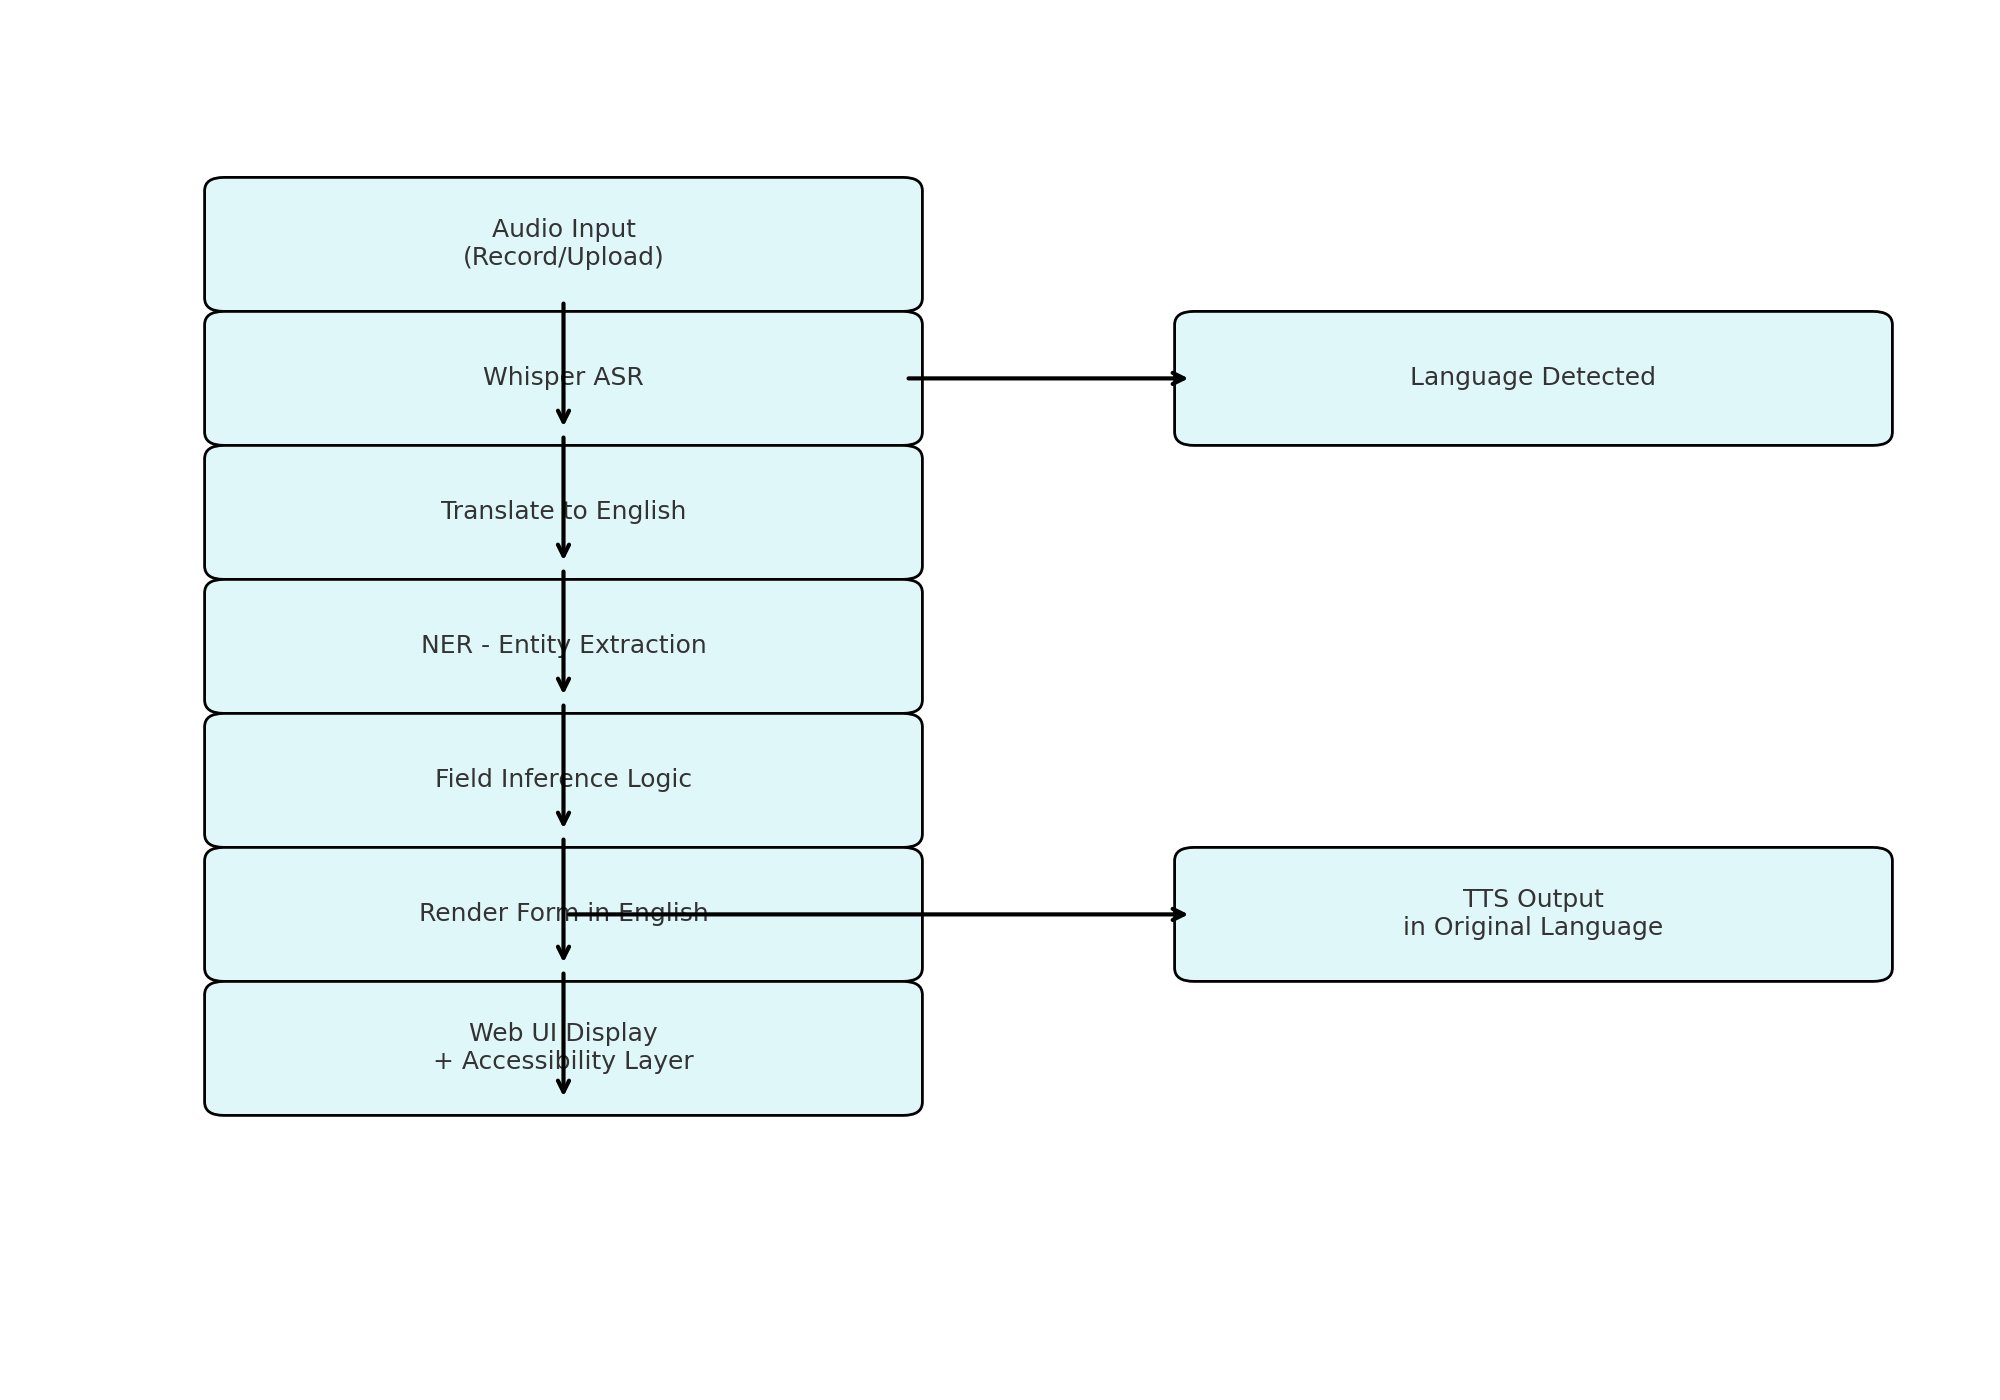 Audio Input
(Record/Upload)
Whisper ASR
Language Detected
Translate to English
NER - Entity Extraction
Field Inference Logic
Render Form in English
TTS Output
in Original Language
Web UI Display
+ Accessibility Layer